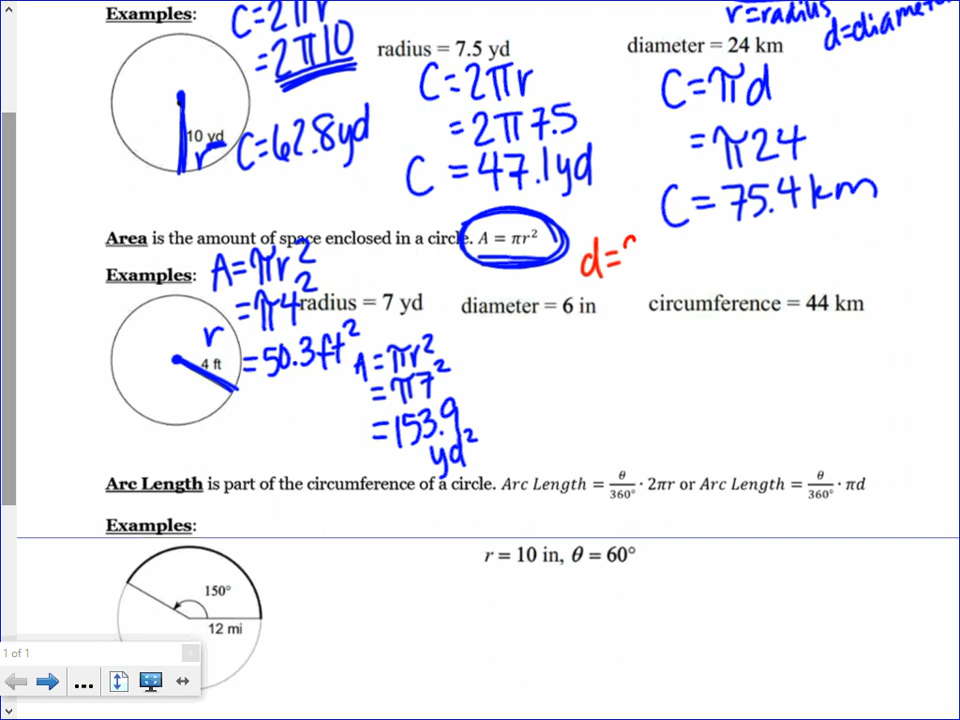 Examples:
C=2πr
=2π10
10 yd
r
C=62.8yd
radius = 7.5 yd
C=2πr
=2π7.5
C=47.1yd
r=radius
d=diameter
diameter = 24 km
C=πd
=π24
C=75.4km
Area is the amount of space enclosed in a circle. A = πr²
Examples:
A=πr²
=π4²
=50.3ft²
r
4 ft
radius = 7 yd
A=πr²
=π7²
=153.9
yd²
d=
diameter = 6 in
circumference = 44 km
Arc Length is part of the circumference of a circle. Arc Length = θ/360° · 2πr or Arc Length = θ/360° · πd
Examples:
150°
12 mi
r = 10 in, θ = 60°
1 of 1
x
...